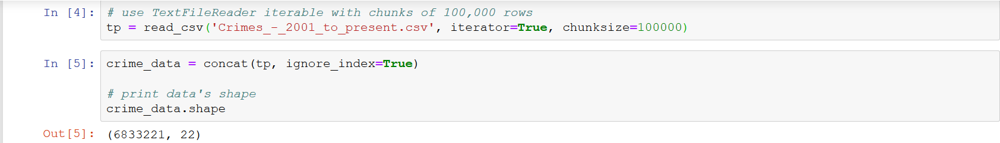 In [4]: # use TextFileReader iterable with chunks of 100,000 rows
tp = read_csv('Crimes_-_2001_to_present.csv', iterator=True, chunksize=100000)
In [5]: crime_data = concat(tp, ignore_index=True)
# print data's shape
crime_data.shape
Out[5]: (6833221, 22)